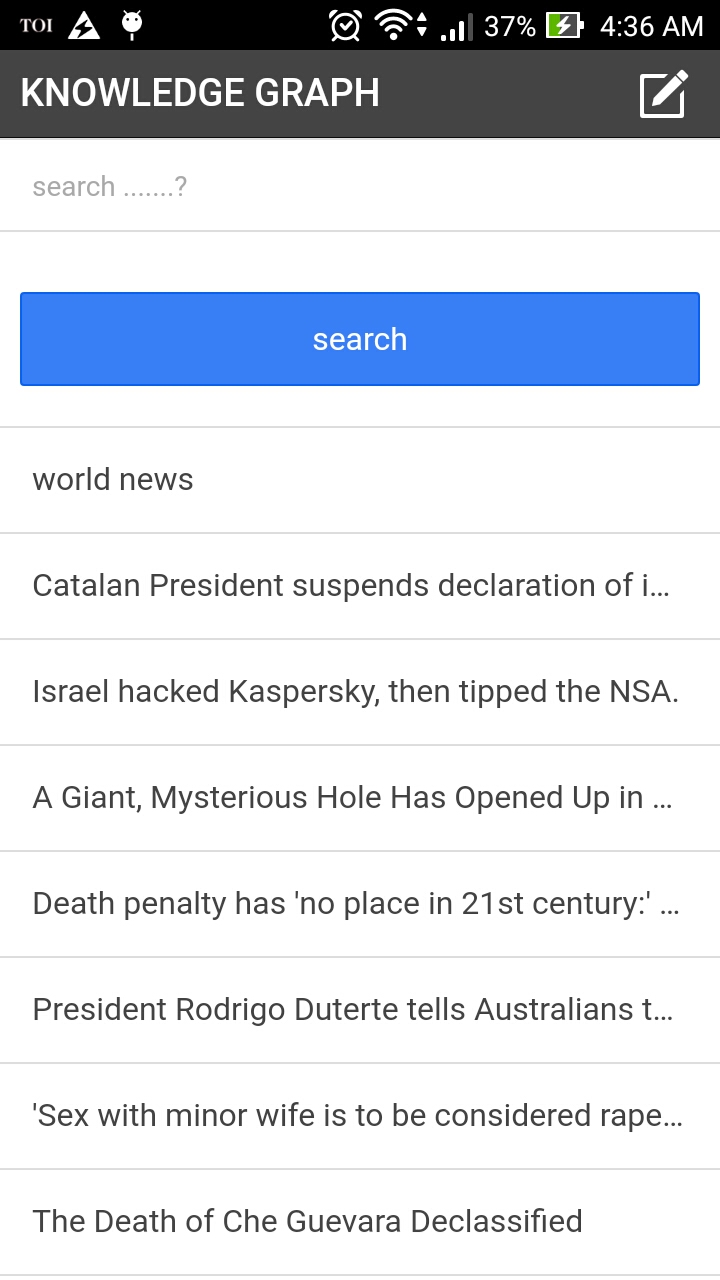 TOI 37% 4:36 AM
KNOWLEDGE GRAPH
search .......?
search
world news
Catalan President suspends declaration of i...
Israel hacked Kaspersky, then tipped the NSA.
A Giant, Mysterious Hole Has Opened Up in ...
Death penalty has 'no place in 21st century:' ...
President Rodrigo Duterte tells Australians t...
'Sex with minor wife is to be considered rape...
The Death of Che Guevara Declassified